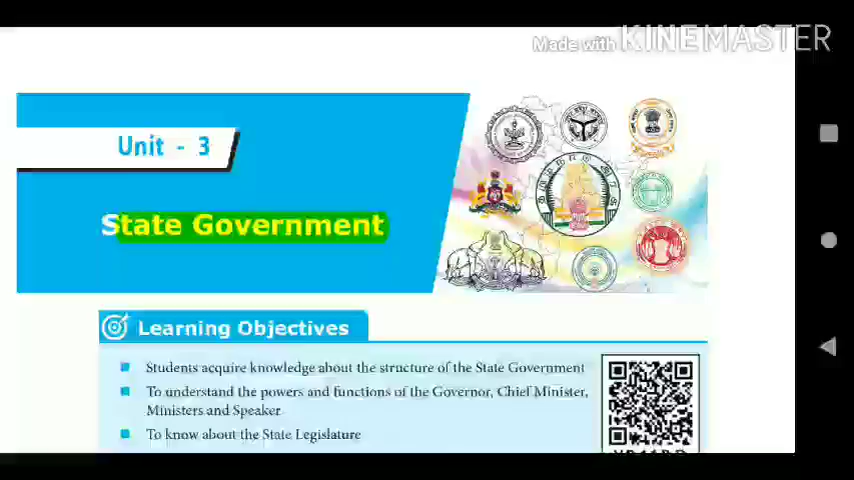 Made with KINEMASTER
Unit - 3
State Government
Learning Objectives
Students acquire knowledge about the structure of the State Government
To understand the powers and functions of the Governor, Chief Minister,
Ministers and Speaker
To know about the State Legislature